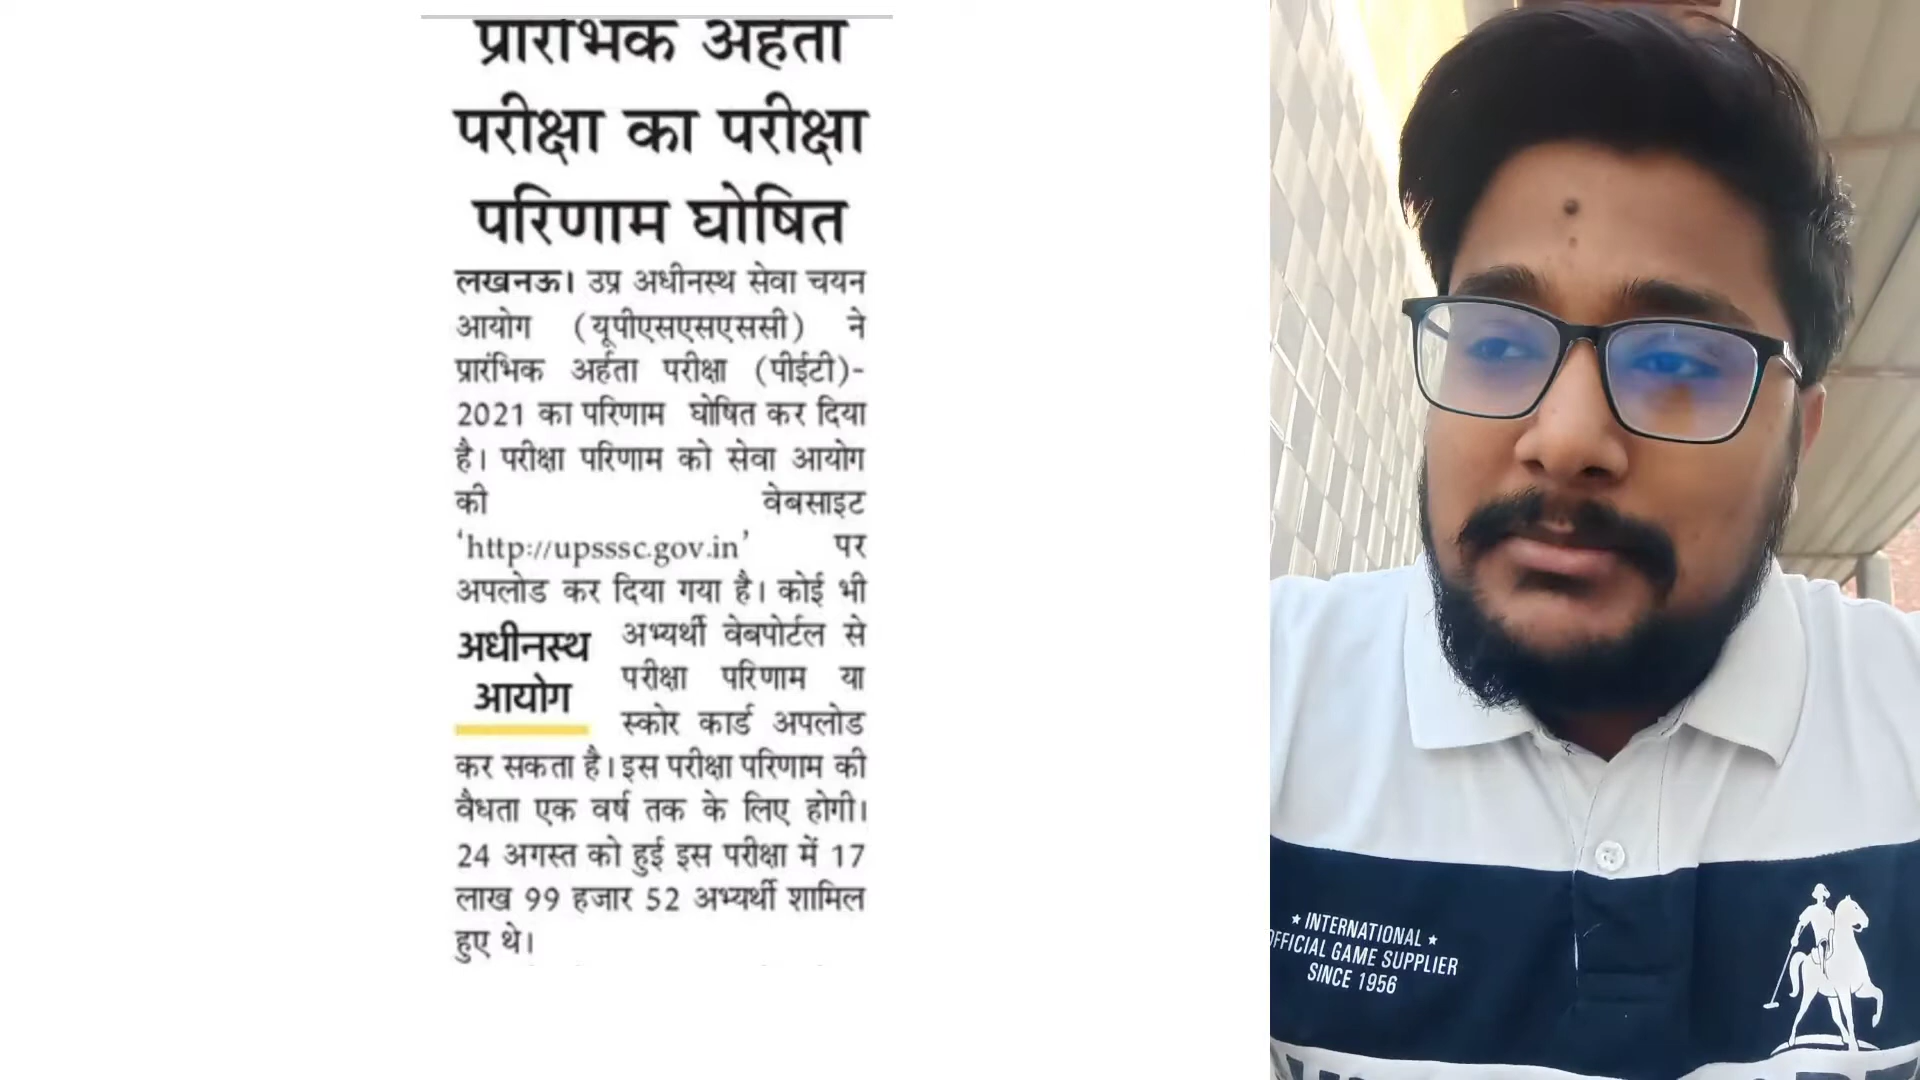 प्रारंभिक अर्हता
परीक्षा का परीक्षा
परिणाम घोषित
लखनऊ। उप्र अधीनस्थ सेवा चयन
आयोग (यूपीएसएसएससी) ने
प्रारंभिक अर्हता परीक्षा (पीईटी)-
2021 का परिणाम घोषित कर दिया
है। परीक्षा परिणाम को सेवा आयोग
की वेबसाइट
‘http://upsssc.gov.in’ पर
अपलोड कर दिया गया है। कोई भी
अधीनस्थ
आयोग
अभ्यर्थी वेबपोर्टल से
परीक्षा परिणाम या
स्कोर कार्ड अपलोड
कर सकता है। इस परीक्षा परिणाम की
वैधता एक वर्ष तक के लिए होगी।
24 अगस्त को हुई इस परीक्षा में 17
लाख 99 हजार 52 अभ्यर्थी शामिल
हुए थे।
★ INTERNATIONAL ★
OFFICIAL GAME SUPPLIER
SINCE 1956